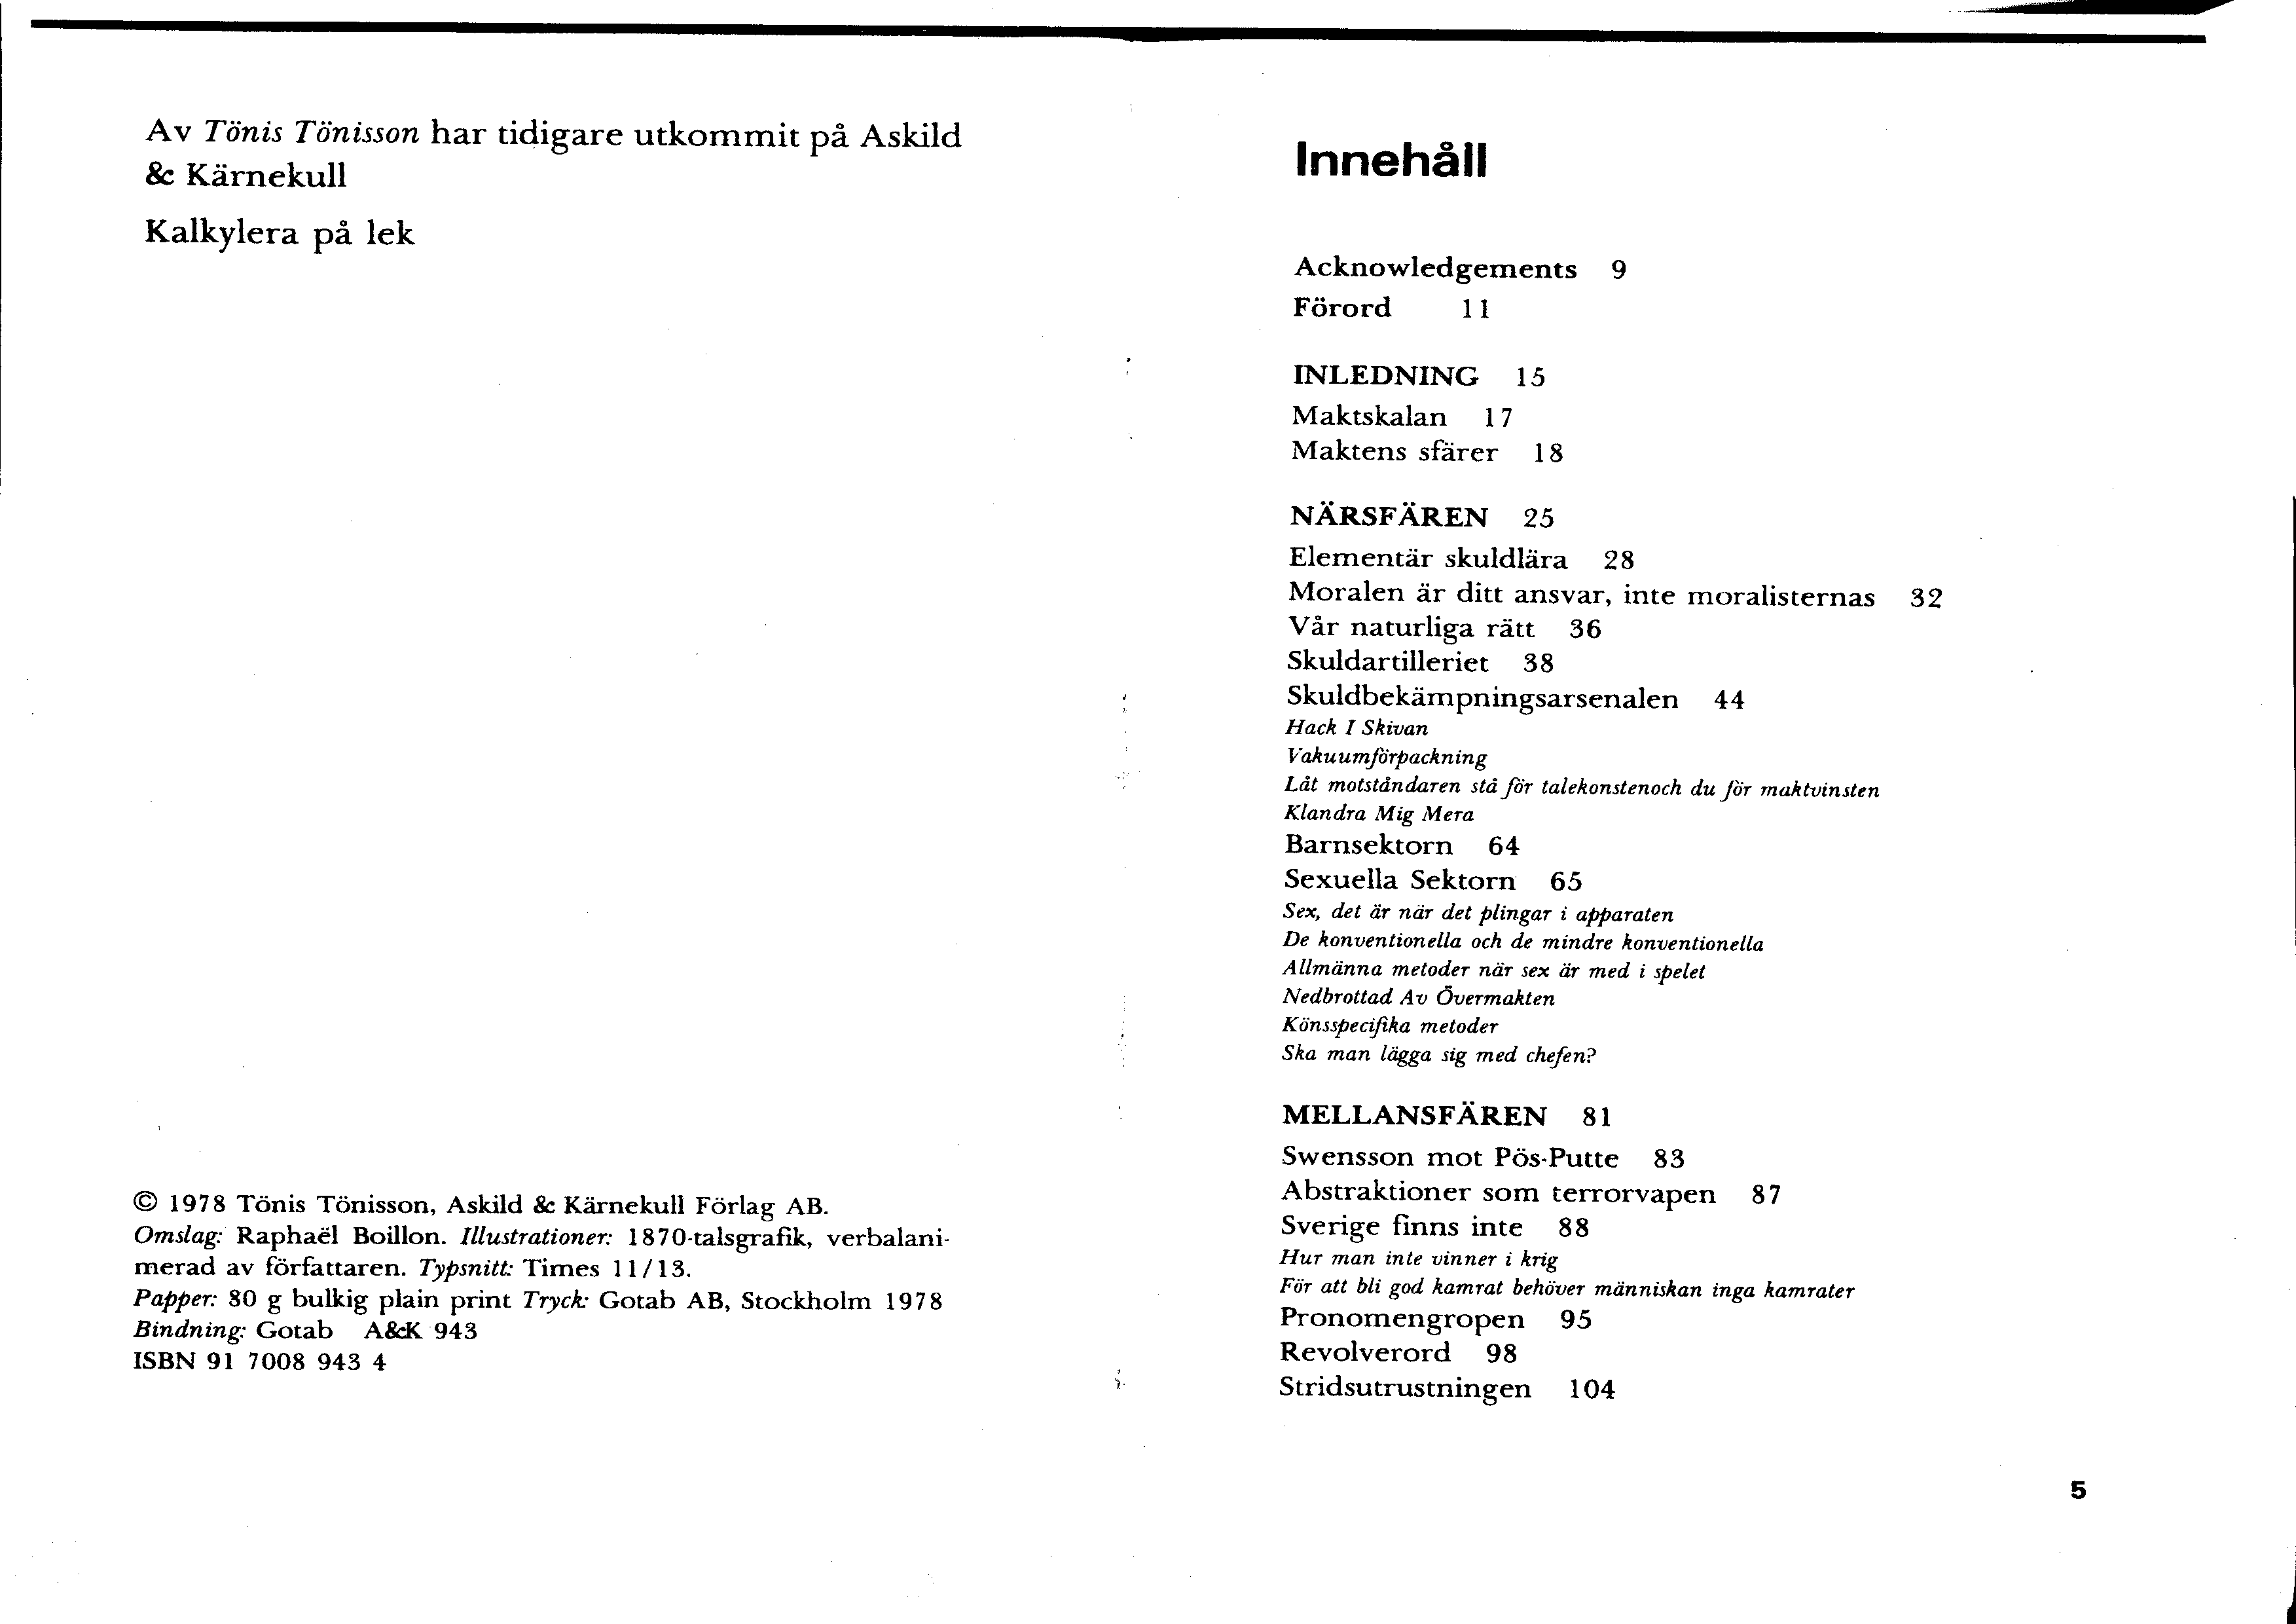 Av Tönis Tönisson har tidigare utkommit på Askild
& Kärnekull
Kalkylera på lek
© 1978 Tönis Tönisson, Askild & Kärnekull Förlag AB.
Omslag: Raphaël Boillon. Illustrationer: 1870-talsgrafik, verbalani-
merad av författaren. Typsnitt: Times 11/13.
Papper: 80 g bulkig plain print Tryck: Gotab AB, Stockholm 1978
Bindning: Gotab A&K 943
ISBN 91 7008 943 4
Innehåll
Acknowledgements 9
Förord 11
INLEDNING 15
Maktskalan 17
Maktens sfärer 18
NÄRSFÄREN 25
Elementär skuldlära 28
Moralen är ditt ansvar, inte moralisternas 32
Vår naturliga rätt 36
Skuldartilleriet 38
Skuldbekämpningsarsenalen 44
Hack I Skivan
Vakuumförpackning
Låt motståndaren stå för talekonstenoch du för maktvinsten
Klandra Mig Mera
Barnsektorn 64
Sexuella Sektorn 65
Sex, det är när det plingar i apparaten
De konventionella och de mindre konventionella
Allmänna metoder när sex är med i spelet
Nedbrottad Av Övermakten
Könsspecifika metoder
Ska man lägga sig med chefen?
MELLANSFÄREN 81
Swensson mot Pös-Putte 83
Abstraktioner som terrorvapen 87
Sverige finns inte 88
Hur man inte vinner i krig
För att bli god kamrat behöver människan inga kamrater
Pronomengropen 95
Revolverord 98
Stridsutrustningen 104
5